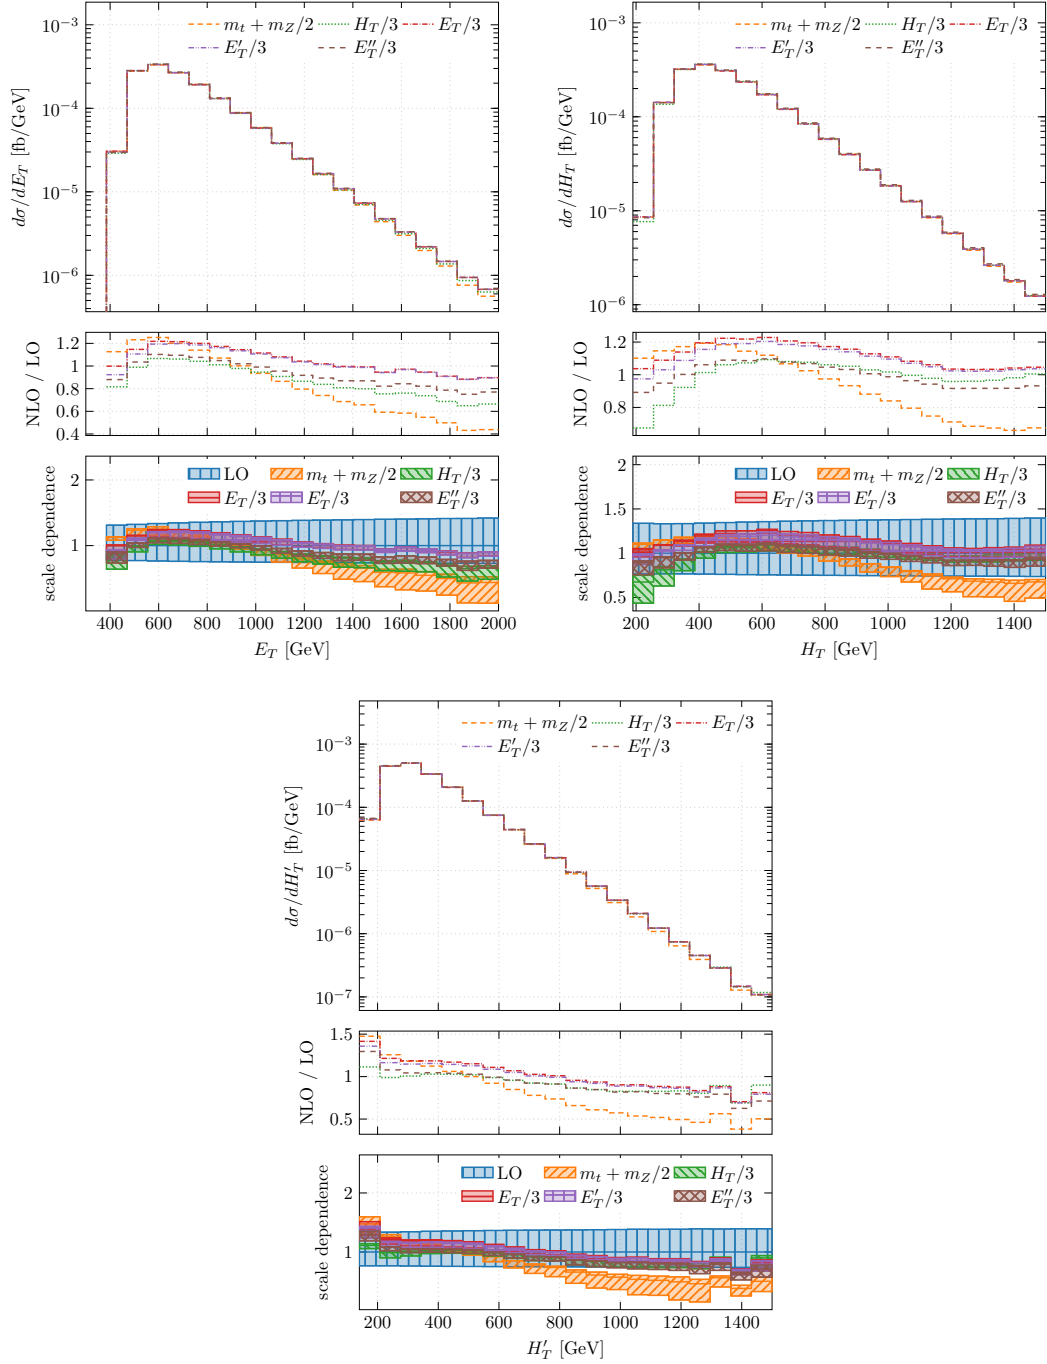 m_t + m_Z/2 H_T/3 E_T/3
E'_T/3 E''_T/3
10^{-3}
10^{-4}
10^{-5}
10^{-6}
dσ/dE_T [fb/GeV]
1.2
1
0.8
0.6
0.4
NLO / LO
LO m_t + m_Z/2 H_T/3
E_T/3 E'_T/3 E''_T/3
2
1
scale dependence
400 600 800 1000 1200 1400 1600 1800 2000
E_T [GeV]
m_t + m_Z/2 H_T/3 E_T/3
E'_T/3 E''_T/3
10^{-3}
10^{-4}
10^{-5}
10^{-6}
dσ/dH_T [fb/GeV]
1.2
1
0.8
NLO / LO
LO m_t + m_Z/2 H_T/3
E_T/3 E'_T/3 E''_T/3
2
1.5
1
0.5
scale dependence
200 400 600 800 1000 1200 1400
H_T [GeV]
m_t + m_Z/2 H_T/3 E_T/3
E'_T/3 E''_T/3
10^{-3}
10^{-4}
10^{-5}
10^{-6}
10^{-7}
dσ/dH'_T [fb/GeV]
1.5
1
0.5
NLO / LO
LO m_t + m_Z/2 H_T/3
E_T/3 E'_T/3 E''_T/3
2
1
scale dependence
200 400 600 800 1000 1200 1400
H'_T [GeV]